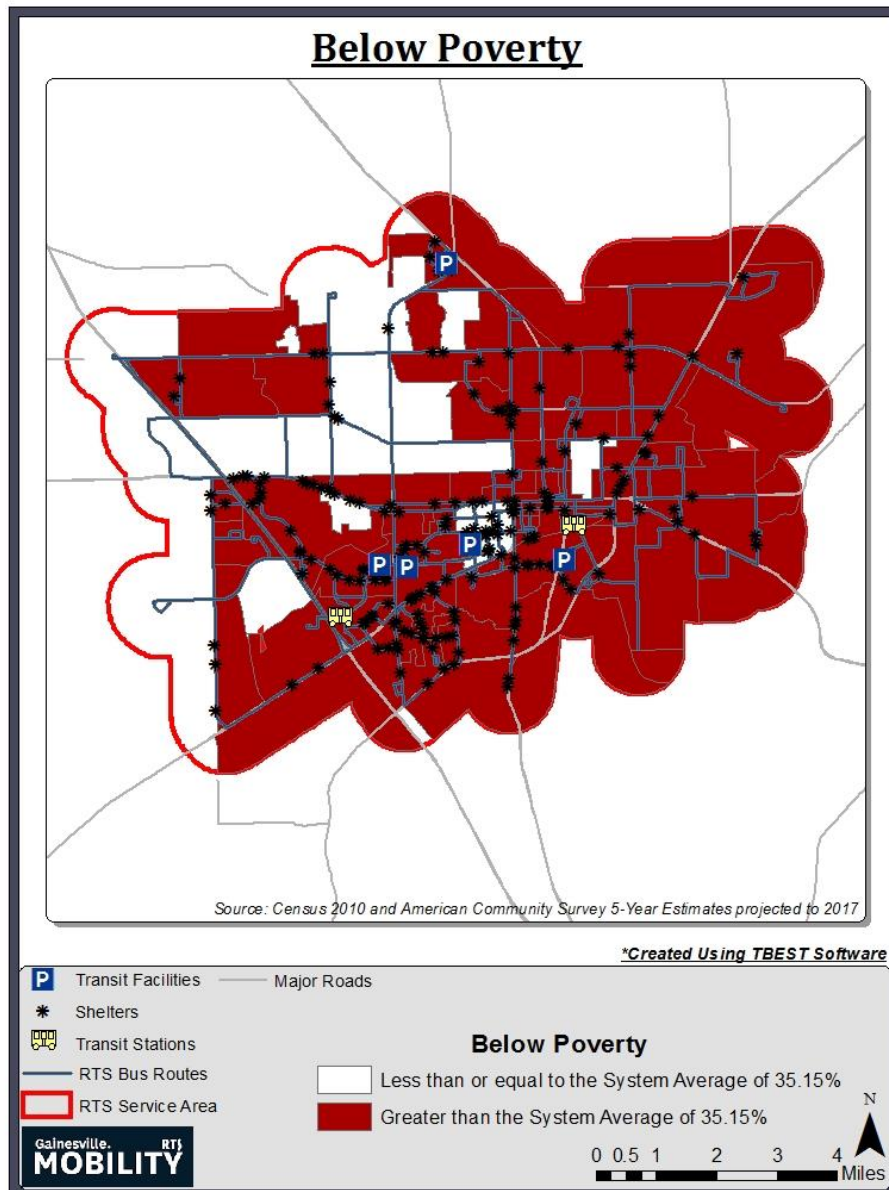 Below Poverty
P
P
P
P
P
Source: Census 2010 and American Community Survey 5-Year Estimates projected to 2017
*Created Using TBEST Software
P Transit Facilities Major Roads
Shelters
Transit Stations
RTS Bus Routes
RTS Service Area
Below Poverty
Less than or equal to the System Average of 35.15%
Greater than the System Average of 35.15%
Gainesville. RTS
MOBILITY
N
0 0.5 1 2 3 4
Miles